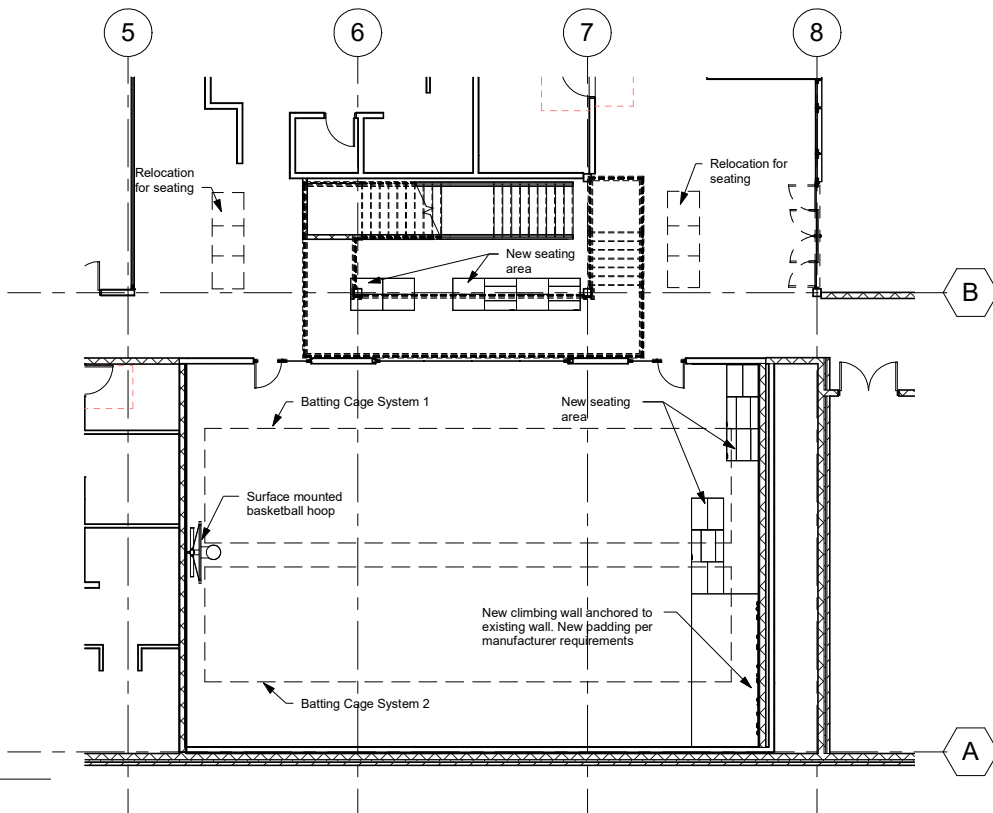 5
6
7
8
Relocation
for seating
Relocation for
seating
New seating
area
B
Batting Cage System 1
New seating
area
Surface mounted
basketball hoop
New climbing wall anchored to
existing wall. New padding per
manufacturer requirements
Batting Cage System 2
A